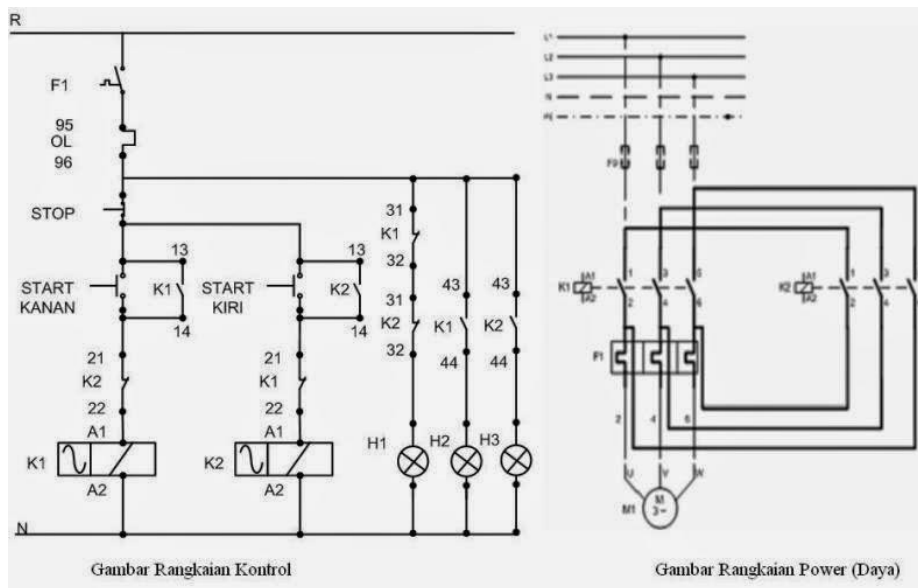 R
F1
95
OL
96
STOP
13
13
START
KANAN
K1
START
KIRI
K2
14
14
21
K2
22
21
K1
22
A1
K1
A2
A1
K2
A2
31
K1
32
31
K2
32
43
K1
44
43
K2
44
H1
H2
H3
N
Gambar Rangkaian Kontrol
L1
L2
L3
F9
K1
A1
A2
1
3
5
2
4
6
K2
A1
A2
1
3
2
4
F1
2
4
6
U
V
W
M1
M
3~
Gambar Rangkaian Power (Daya)